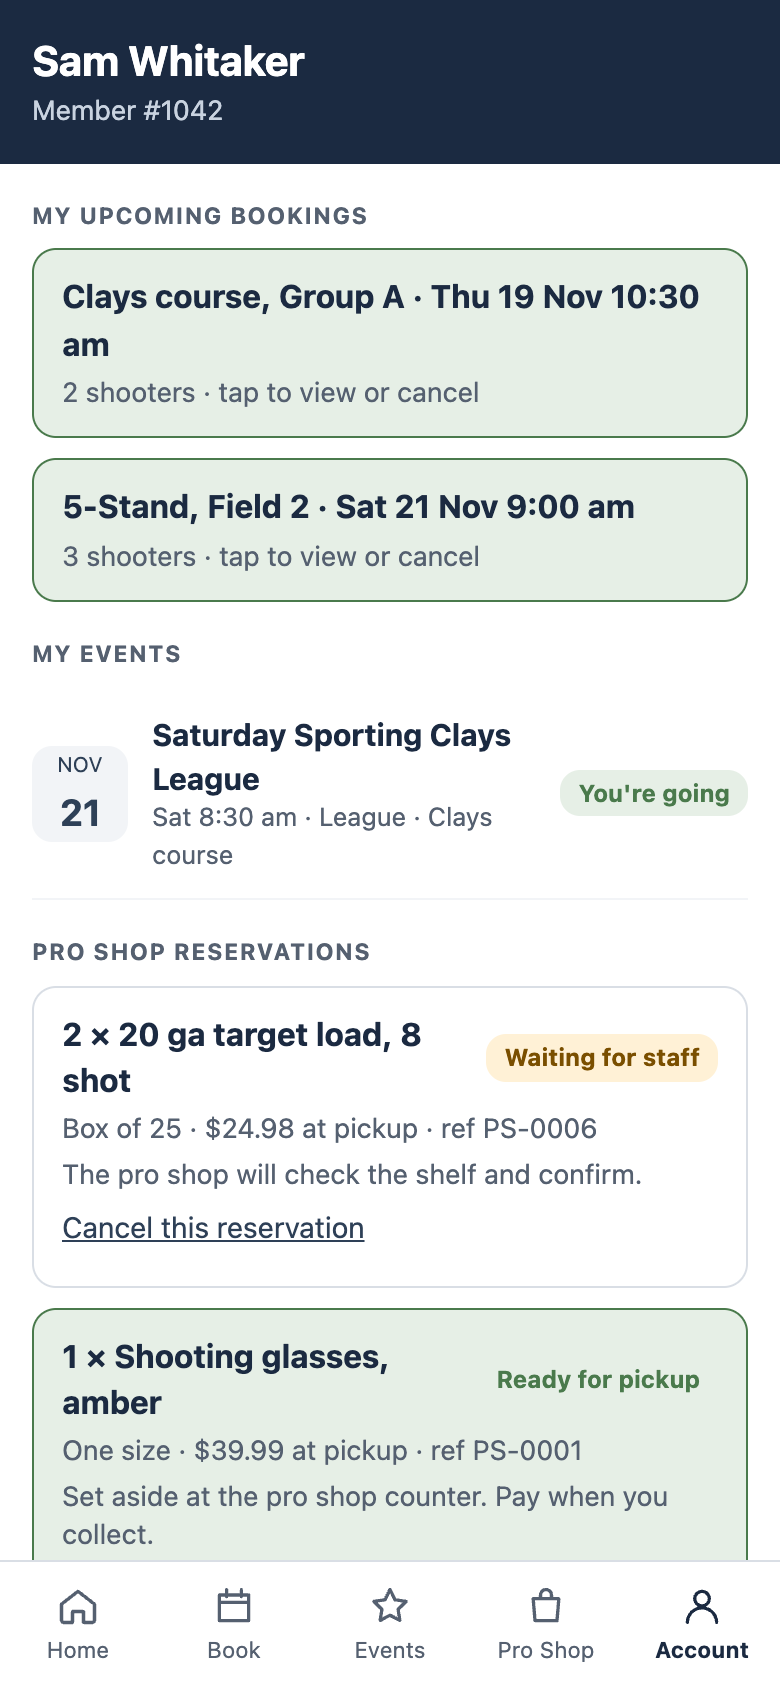 Sam Whitaker
Member #1042
MY UPCOMING BOOKINGS
Clays course, Group A · Thu 19 Nov 10:30
am
2 shooters · tap to view or cancel
5-Stand, Field 2 · Sat 21 Nov 9:00 am
3 shooters · tap to view or cancel
MY EVENTS
NOV
21
Saturday Sporting Clays
League
Sat 8:30 am · League · Clays
course
You're going
PRO SHOP RESERVATIONS
2 × 20 ga target load, 8
shot
Waiting for staff
Box of 25 · $24.98 at pickup · ref PS-0006
The pro shop will check the shelf and confirm.
Cancel this reservation
1 × Shooting glasses,
amber
Ready for pickup
One size · $39.99 at pickup · ref PS-0001
Set aside at the pro shop counter. Pay when you
collect.
Home
Book
Events
Pro Shop
Account